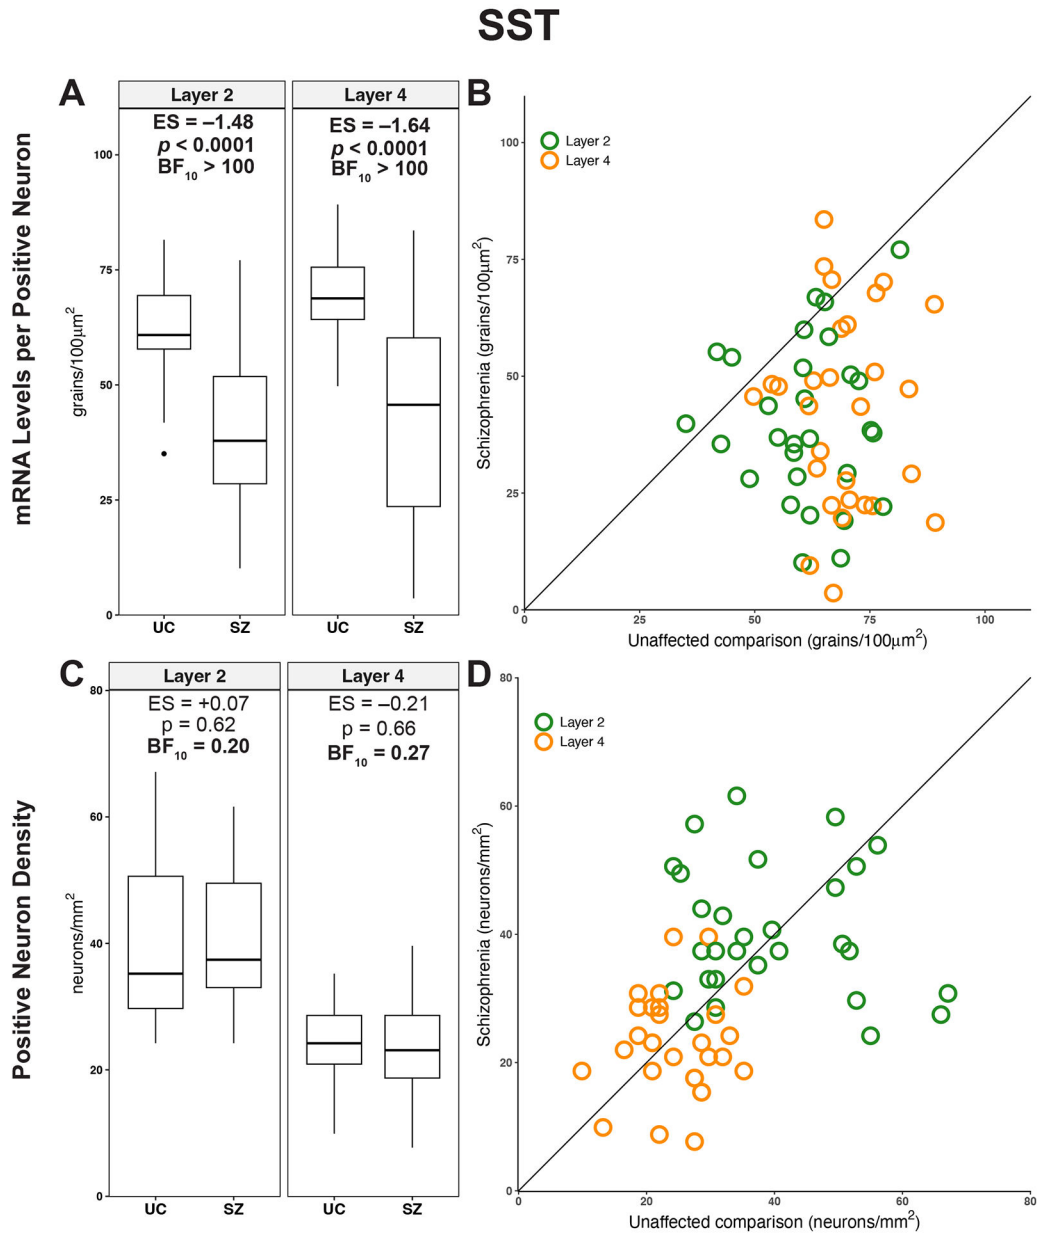 SST
mRNA Levels per Positive Neuron
A
Layer 2
Layer 4
ES = –1.48
p < 0.0001
BF10 > 100
ES = –1.64
p < 0.0001
BF10 > 100
grains/100µm2
100
75
50
25
0
UC
SZ
UC
SZ
B
Layer 2
Layer 4
Schizophrenia (grains/100µm2)
100
75
50
25
0
0
25
50
75
100
Unaffected comparison (grains/100µm2)
Positive Neuron Density
C
Layer 2
Layer 4
ES = +0.07
p = 0.62
BF10 = 0.20
ES = –0.21
p = 0.66
BF10 = 0.27
neurons/mm2
80
60
40
20
0
UC
SZ
UC
SZ
D
Layer 2
Layer 4
Schizophrenia (neurons/mm2)
80
60
40
20
0
0
20
40
60
80
Unaffected comparison (neurons/mm2)